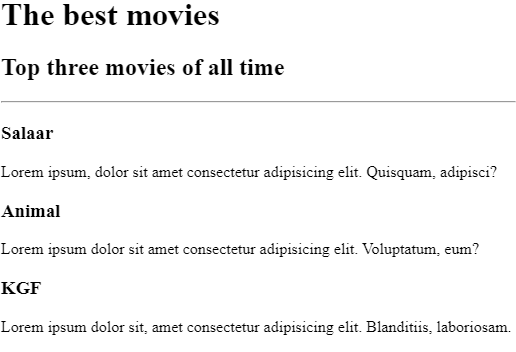 The best movies
Top three movies of all time
Salaar
Lorem ipsum, dolor sit amet consectetur adipisicing elit. Quisquam, adipisci?
Animal
Lorem ipsum dolor sit amet consectetur adipisicing elit. Voluptatum, eum?
KGF
Lorem ipsum dolor sit, amet consectetur adipisicing elit. Blanditiis, laboriosam.